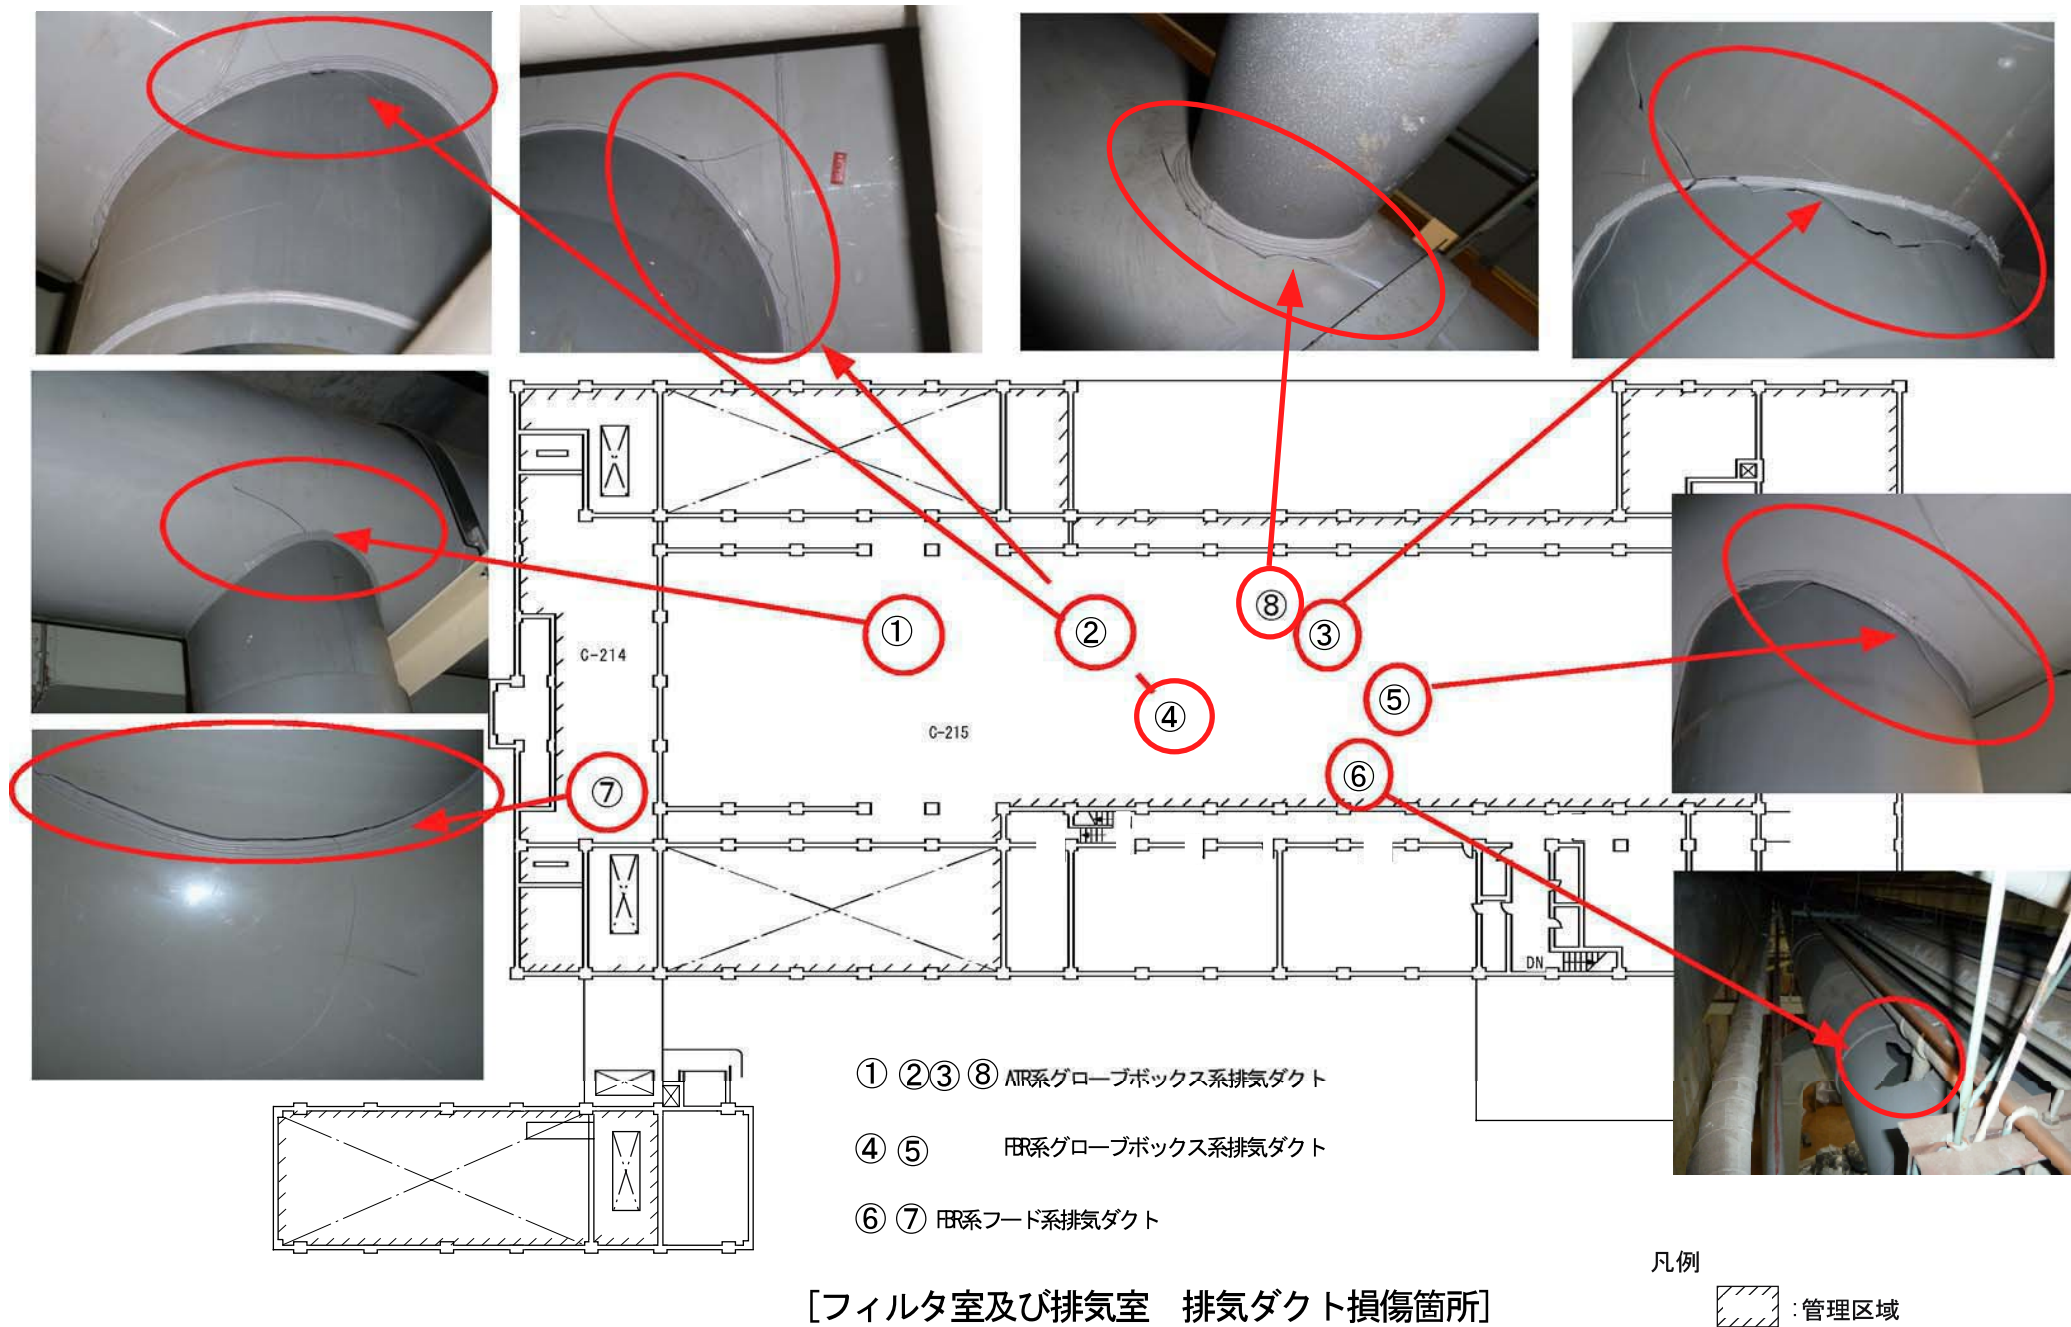 ⑧
①
②
③
C-214
⑤
④
C-215
⑥
⑦
DN
① ②③ ⑧ ATR系グローブボックス系排気ダクト
④ ⑤ FBR系グローブボックス系排気ダクト
⑥ ⑦ FBR系フード系排気ダクト
凡例
[フィルタ室及び排気室 排気ダクト損傷箇所]
:管理区域